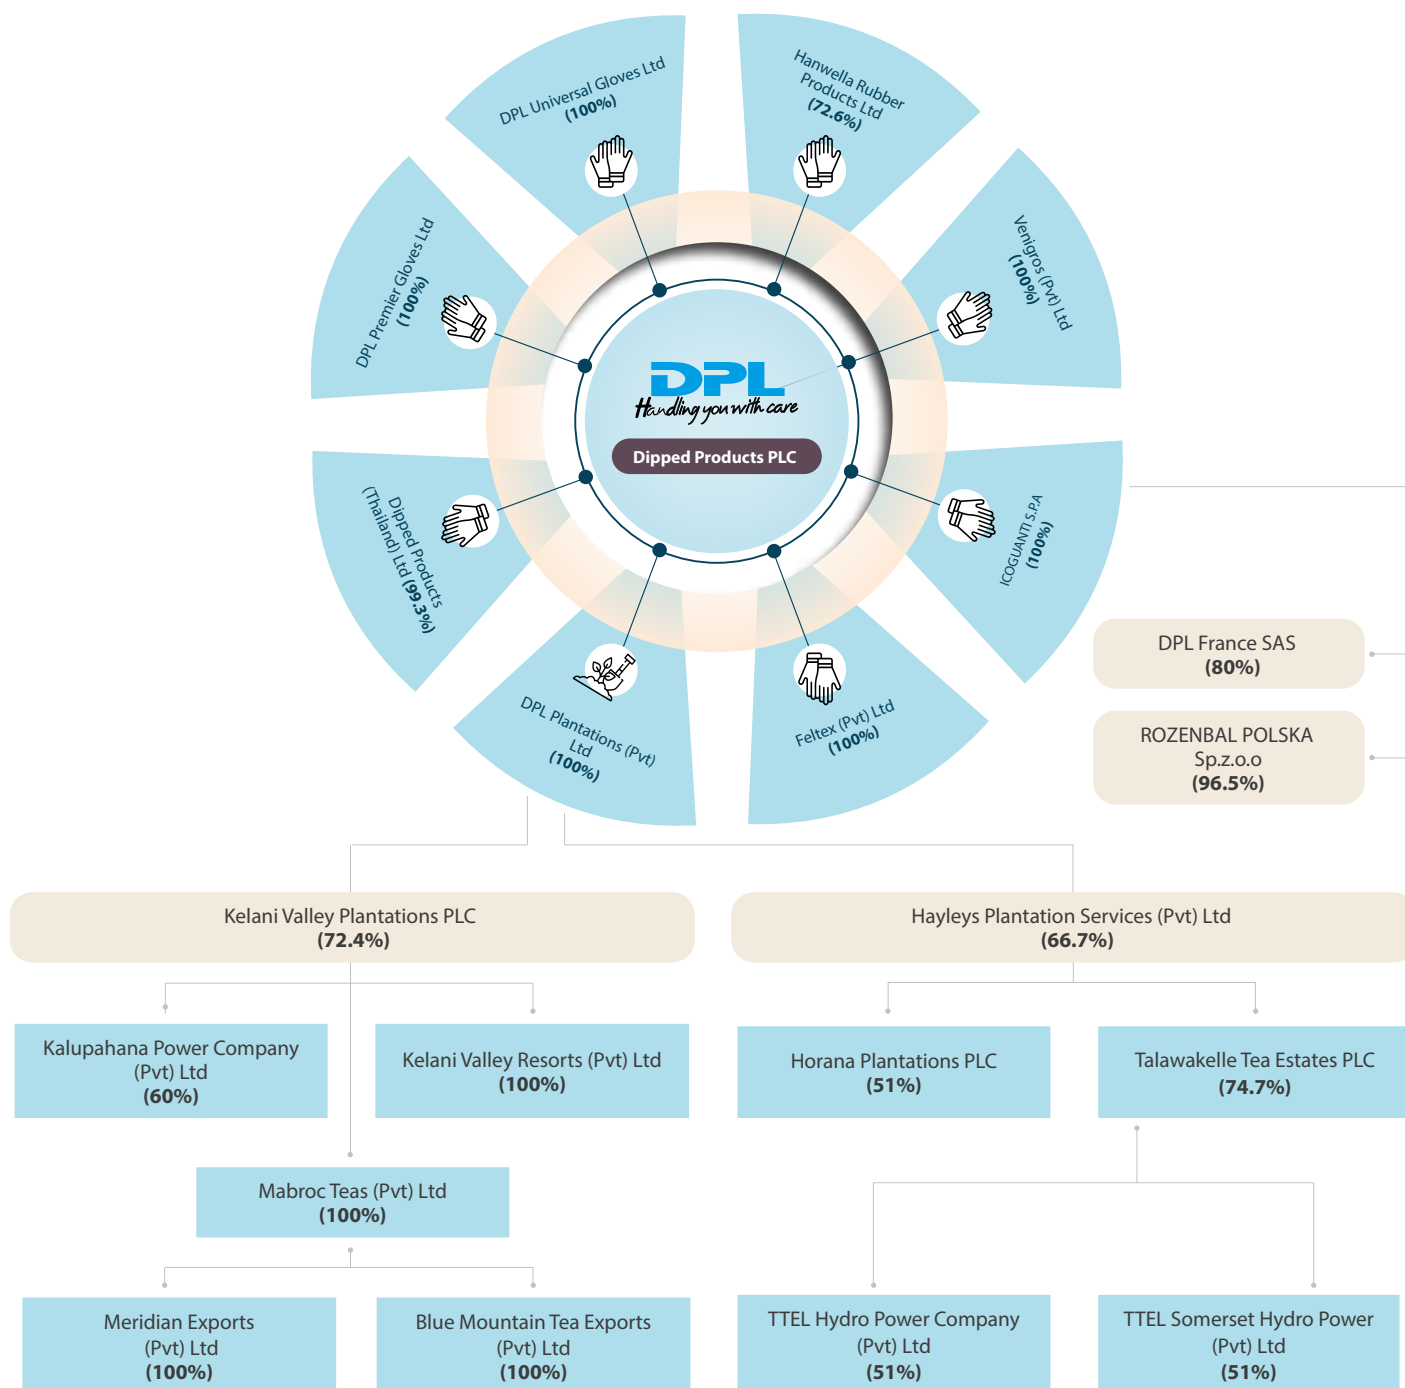 DPL Universal Gloves Ltd
(100%)
Hanwella Rubber
Products Ltd
(72.6%)
DPL Premier Gloves Ltd
(100%)
Venigros (Pvt) Ltd
(100%)
DPL
Handling you with care
Dipped Products PLC
Dipped Products
(Thailand) Ltd (99.3%)
ICOGUANTI S.P.A
(100%)
DPL Plantations (Pvt)
Ltd
(100%)
Feltex (Pvt) Ltd
(100%)
DPL France SAS
(80%)
ROZENBAL POLSKA
Sp.z.o.o
(96.5%)
Kelani Valley Plantations PLC
(72.4%)
Hayleys Plantation Services (Pvt) Ltd
(66.7%)
Kalupahana Power Company
(Pvt) Ltd
(60%)
Kelani Valley Resorts (Pvt) Ltd
(100%)
Horana Plantations PLC
(51%)
Talawakelle Tea Estates PLC
(74.7%)
Mabroc Teas (Pvt) Ltd
(100%)
Meridian Exports
(Pvt) Ltd
(100%)
Blue Mountain Tea Exports
(Pvt) Ltd
(100%)
TTEL Hydro Power Company
(Pvt) Ltd
(51%)
TTEL Somerset Hydro Power
(Pvt) Ltd
(51%)